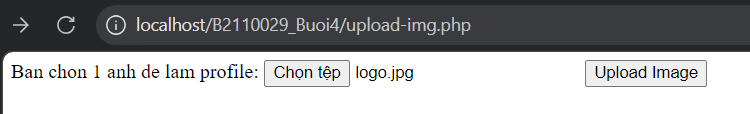 localhost/B2110029_Buoi4/upload-img.php
Ban chon 1 anh de lam profile: Chọn tệp logo.jpg Upload Image